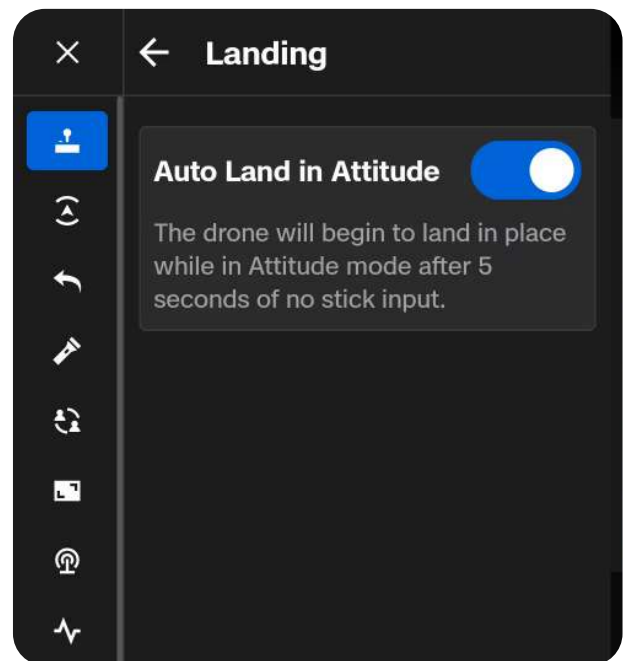 Landing
Auto Land in Attitude
The drone will begin to land in place
while in Attitude mode after 5
seconds of no stick input.